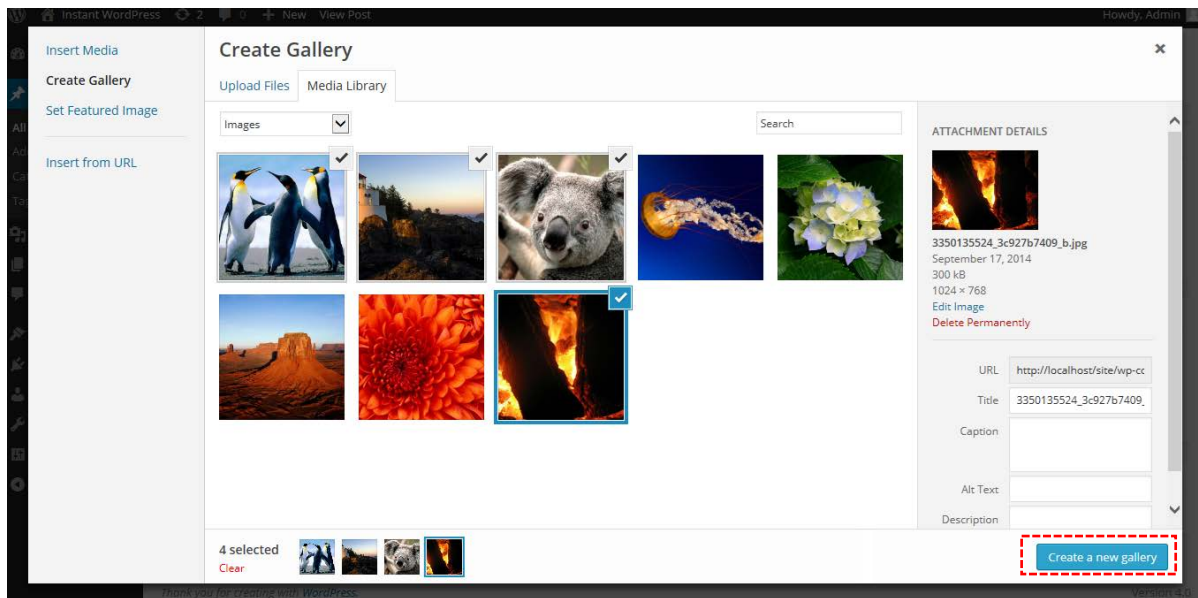 Instant WordPress 2 0 + New View Post Howdy, Admin
Insert Media
Create Gallery
Set Featured Image
Insert from URL
Create Gallery
Upload Files Media Library
Images
Search
ATTACHMENT DETAILS
3350135524_3c927b7409_b.jpg
September 17, 2014
300 kB
1024 × 768
Edit Image
Delete Permanently
URL http://localhost/site/wp-cc
Title 3350135524_3c927b7409_
Caption
Alt Text
Description
All
4 selected
Clear
Create a new gallery
Thank you for creating with WordPress.
Version 4.0